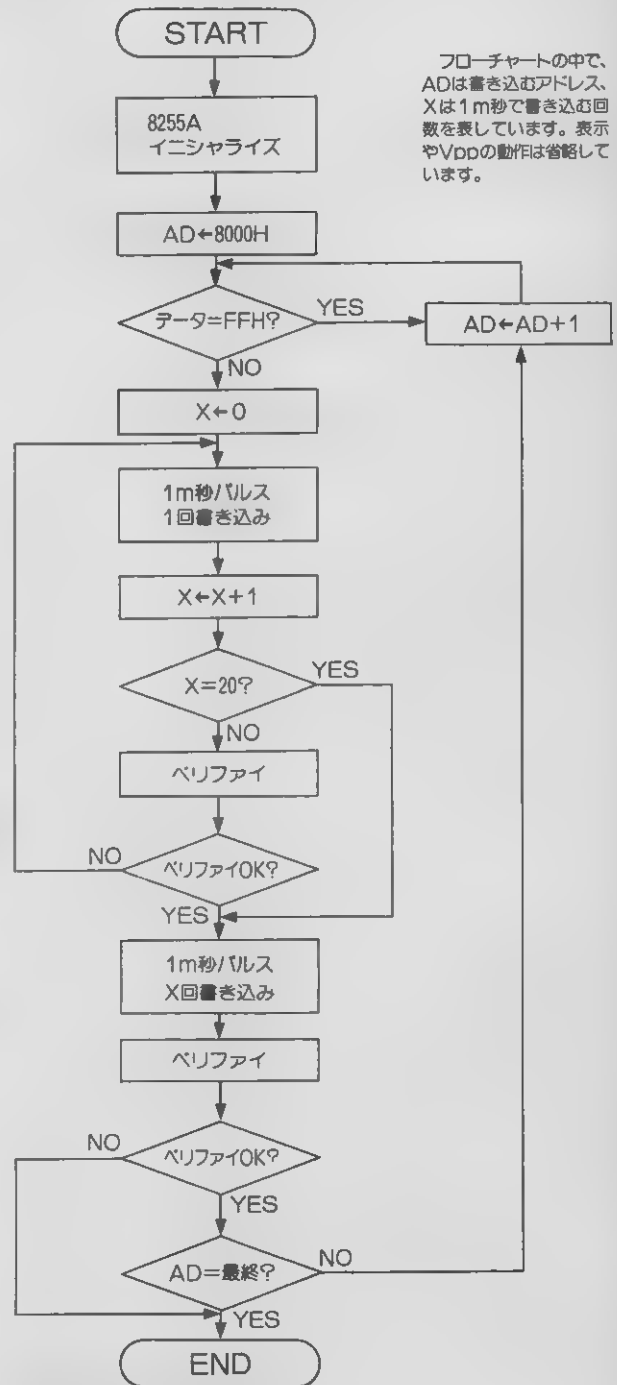 START
フローチャートの中で、
ADは書き込むアドレス、
Xは1m秒で書き込む回
数を表しています。表示
やVppの動作は省略して
います。
8255A
イニシャライズ
AD←8000H
データ=FFH?
YES
AD←AD+1
NO
X←0
1m秒パルス
1回書き込み
X←X+1
X=20?
YES
NO
ベリファイ
NO
ベリファイOK?
YES
1m秒パルス
X回書き込み
ベリファイ
NO
ベリファイOK?
YES
AD=最終?
NO
YES
END